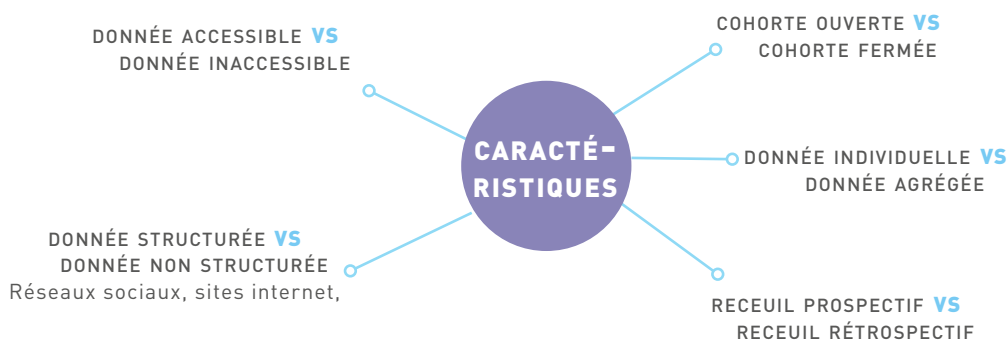 DONNÉE ACCESSIBLE VS
DONNÉE INACCESSIBLE
COHORTE OUVERTE VS
COHORTE FERMÉE
CARACTÉ-
RISTIQUES
DONNÉE INDIVIDUELLE VS
DONNÉE AGRÉGÉE
DONNÉE STRUCTURÉE VS
DONNÉE NON STRUCTURÉE
Réseaux sociaux, sites internet,
RECEUIL PROSPECTIF VS
RECEUIL RÉTROSPECTIF